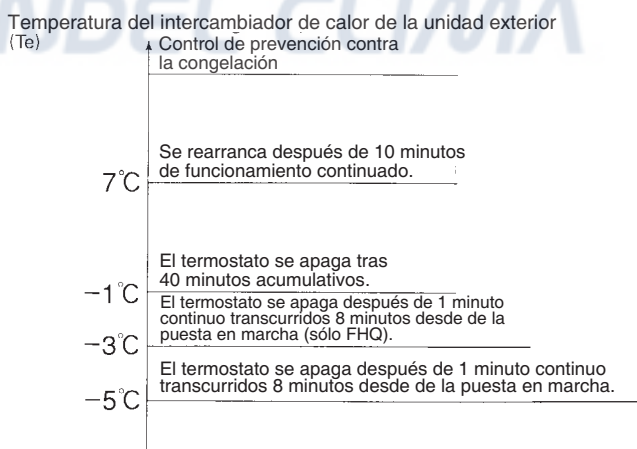 Temperatura del intercambiador de calor de la unidad exterior
(Te)
Control de prevención contra
la congelación
Se rearranca después de 10 minutos
de funcionamiento continuado.
7°C
El termostato se apaga tras
40 minutos acumulativos.
−1°C
El termostato se apaga después de 1 minuto
continuo transcurridos 8 minutos desde de la
puesta en marcha (sólo FHQ).
−3°C
El termostato se apaga después de 1 minuto continuo
transcurridos 8 minutos desde de la puesta en marcha.
−5°C